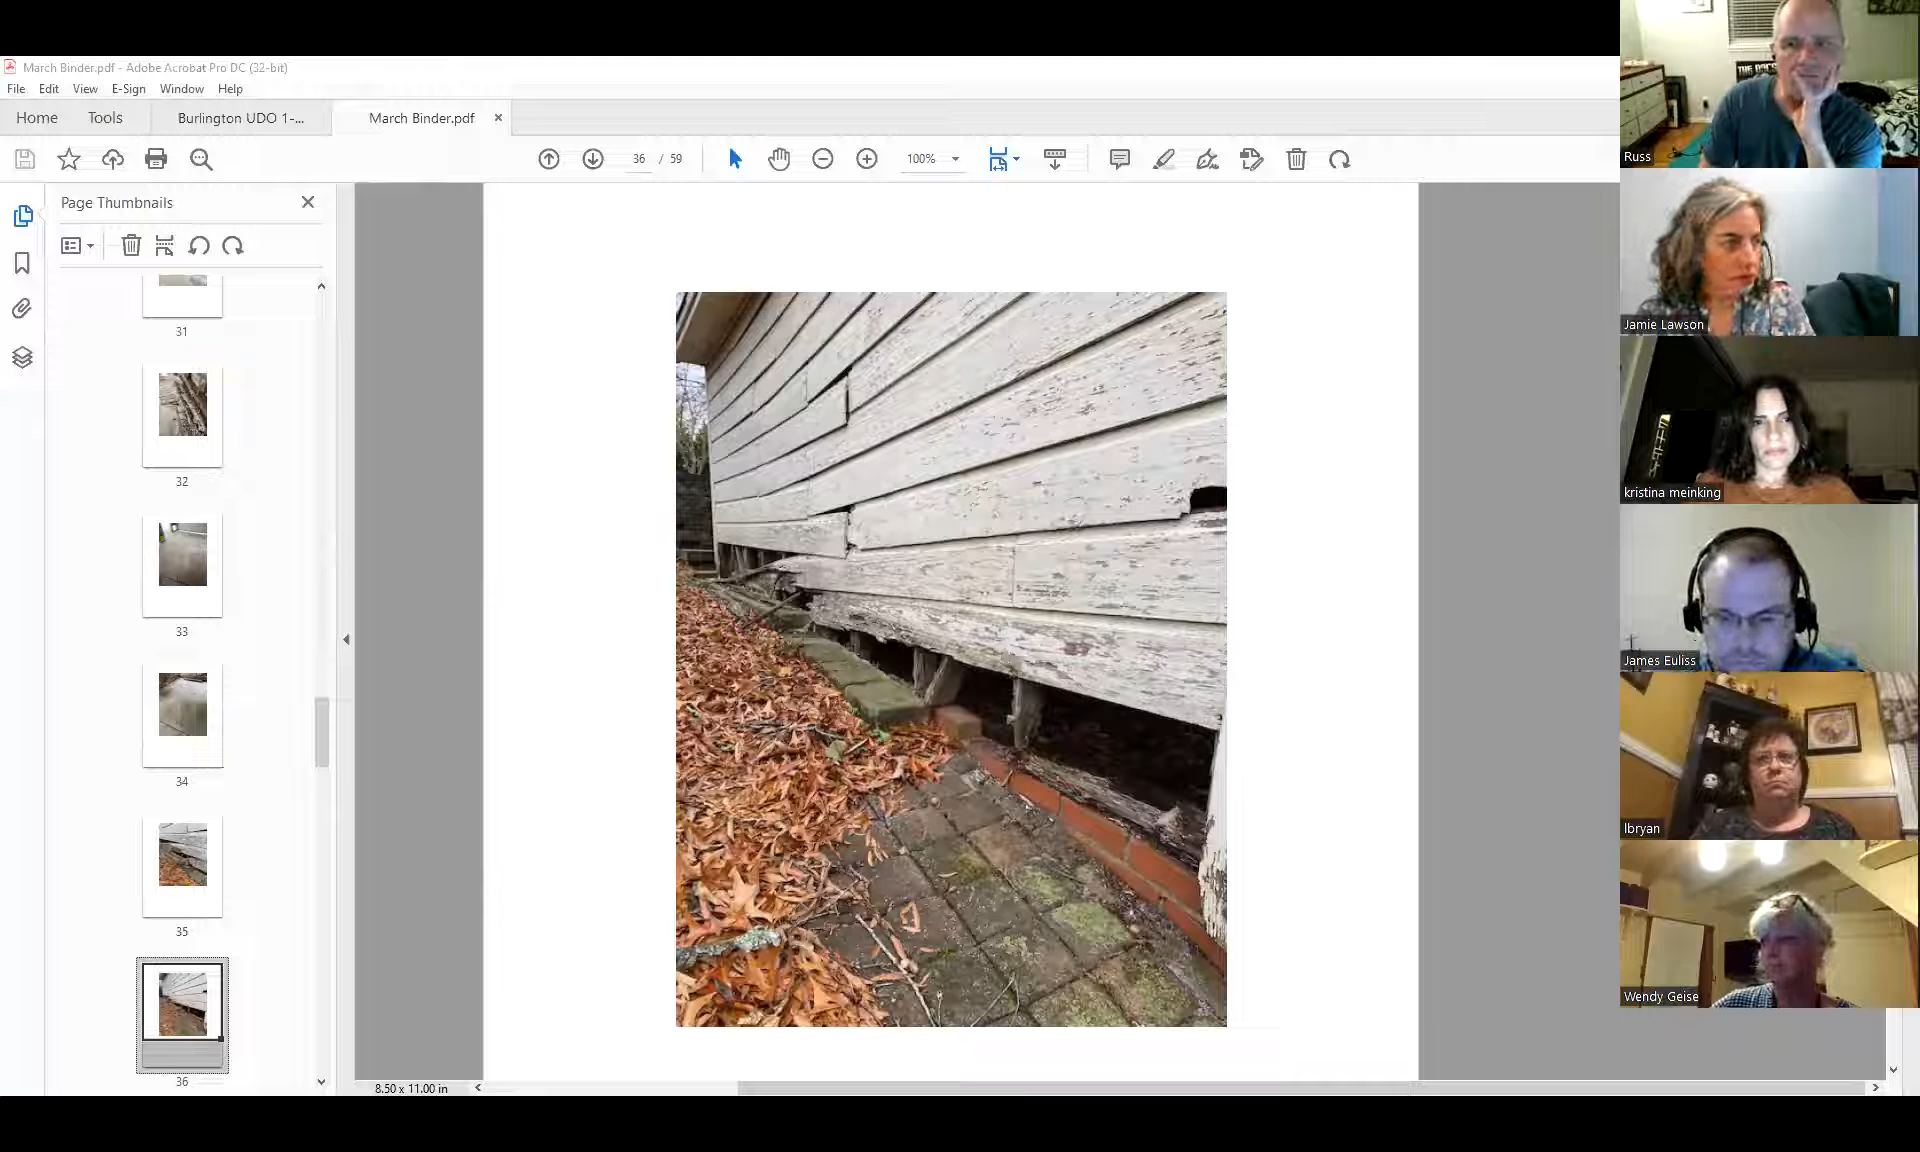 March Binder.pdf - Adobe Acrobat Pro DC (32-bit)
File Edit View E-Sign Window Help
Home Tools Burlington UDO 1-... March Binder.pdf
36 / 59 100%
Page Thumbnails
31
32
33
34
35
36
8.50 x 11.00 in
Russ
Jamie Lawson
kristina meinking
James Euliss
lbryan
Wendy Geise